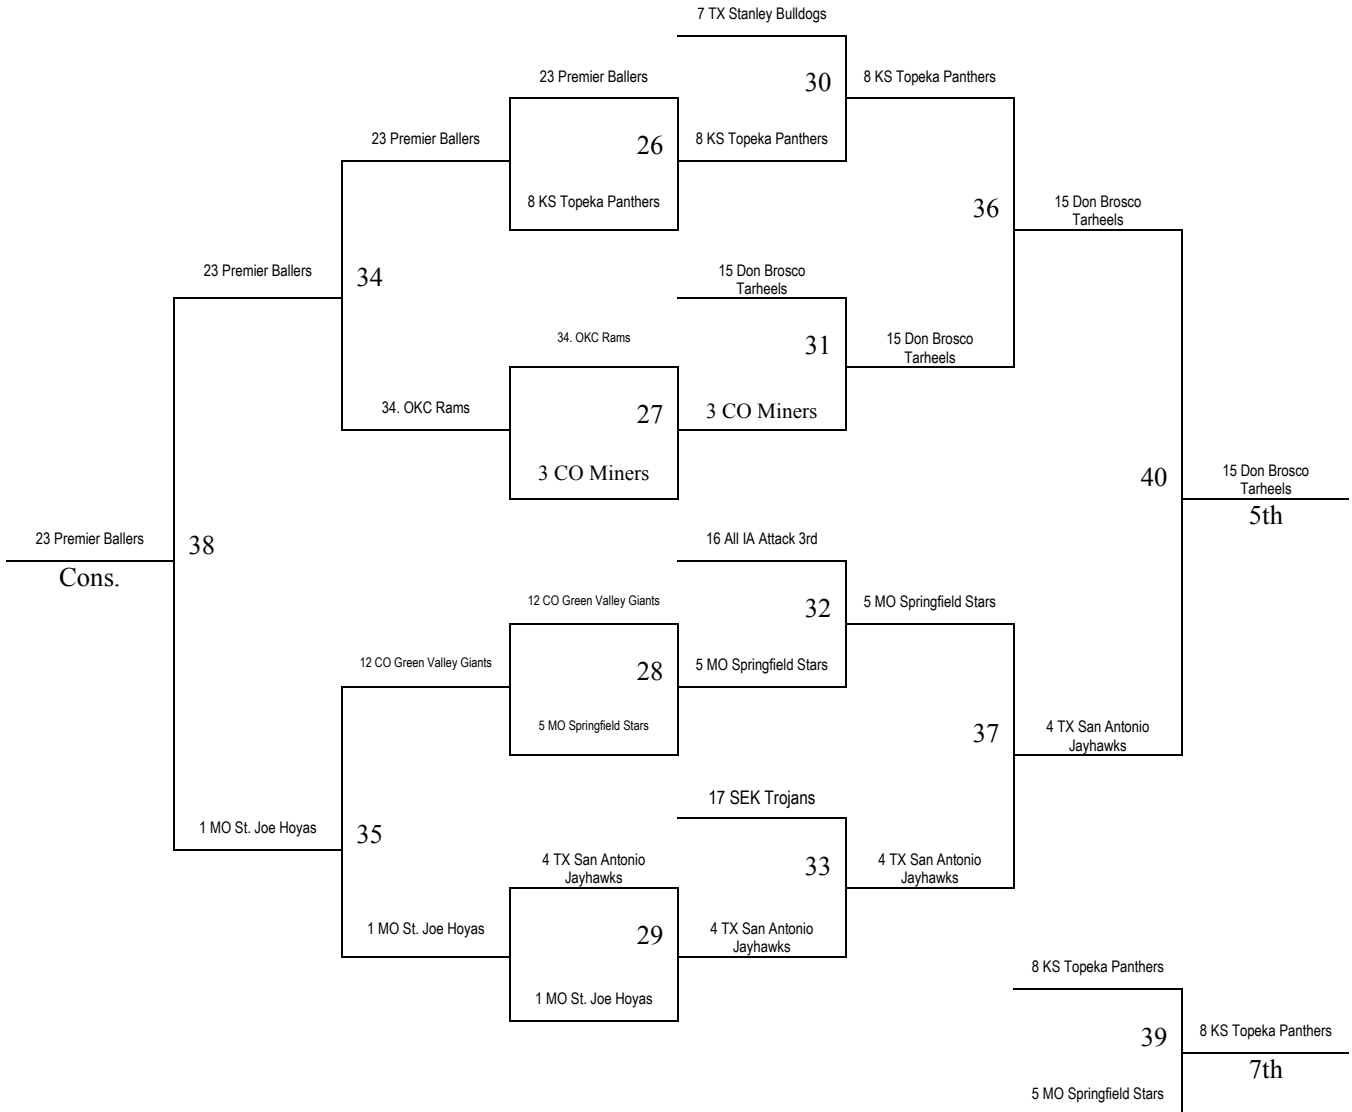 7 TX Stanley Bulldogs
23 Premier Ballers
30
8 KS Topeka Panthers
23 Premier Ballers
26
8 KS Topeka Panthers
8 KS Topeka Panthers
36
15 Don Brosco
Tarheels
23 Premier Ballers
34
15 Don Brosco
Tarheels
34. OKC Rams
31
15 Don Brosco
Tarheels
34. OKC Rams
27
3 CO Miners
3 CO Miners
40
15 Don Brosco
Tarheels
5th
23 Premier Ballers
Cons.
38
16 All IA Attack 3rd
12 CO Green Valley Giants
32
5 MO Springfield Stars
12 CO Green Valley Giants
28
5 MO Springfield Stars
5 MO Springfield Stars
37
4 TX San Antonio
Jayhawks
17 SEK Trojans
1 MO St. Joe Hoyas
35
4 TX San Antonio
Jayhawks
33
4 TX San Antonio
Jayhawks
1 MO St. Joe Hoyas
29
4 TX San Antonio
Jayhawks
1 MO St. Joe Hoyas
8 KS Topeka Panthers
39
8 KS Topeka Panthers
7th
5 MO Springfield Stars